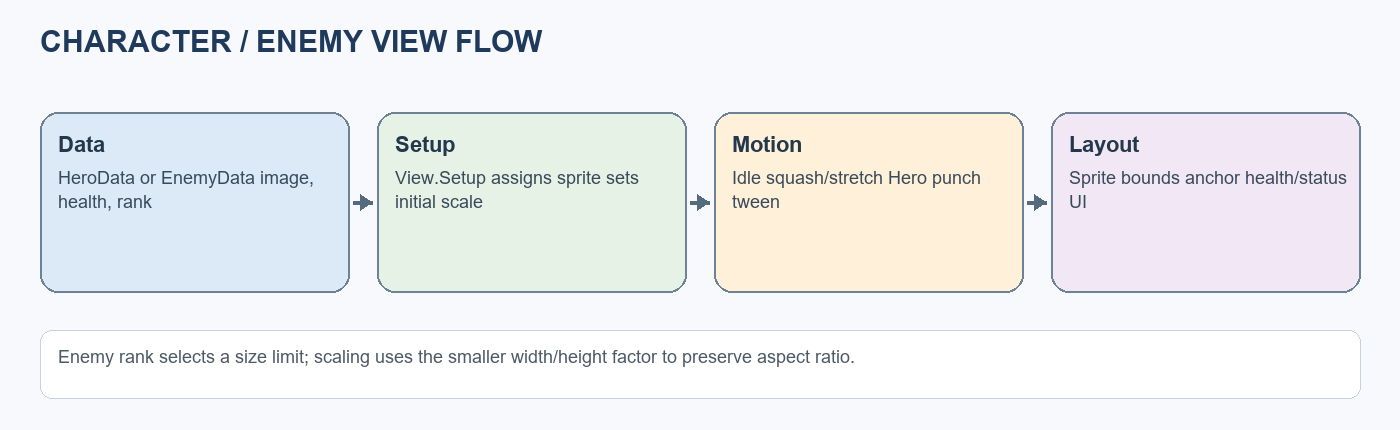 CHARACTER / ENEMY VIEW FLOW
Data
HeroData or EnemyData image,
health, rank
Setup
View.Setup assigns sprite sets
initial scale
Motion
Idle squash/stretch Hero punch
tween
Layout
Sprite bounds anchor health/status
UI
Enemy rank selects a size limit; scaling uses the smaller width/height factor to preserve aspect ratio.